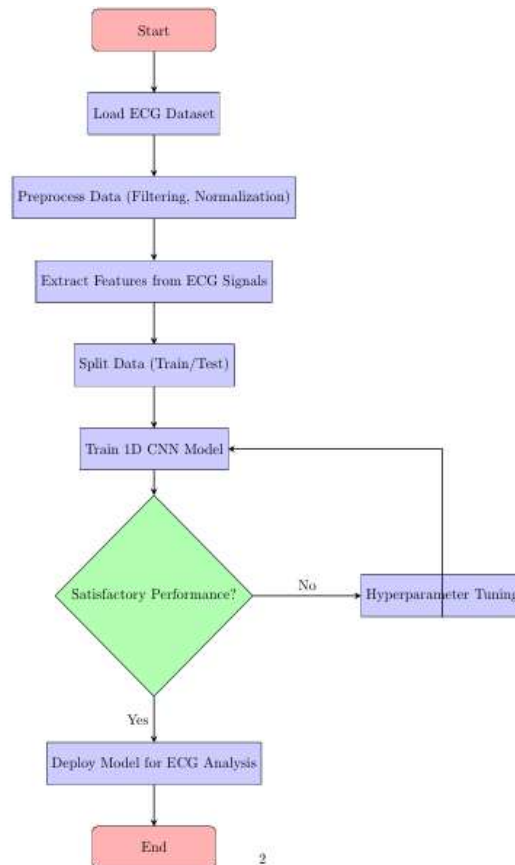 Start
Load ECG Dataset
Preprocess Data (Filtering, Normalization)
Extract Features from ECG Signals
Split Data (Train/Test)
Train 1D CNN Model
Satisfactory Performance?
No
Hyperparameter Tuning
Yes
Deploy Model for ECG Analysis
End
2